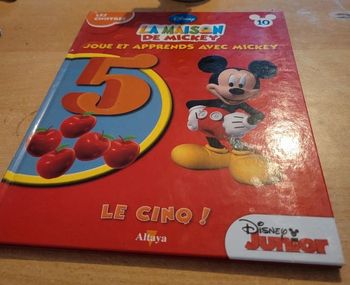 LES CHIFFRES
Disney
LA MAISON
DE MICKEY
10
JOUE ET APPRENDS AVEC MICKEY
5
LE CINQ !
Altaya
Disney
Junior